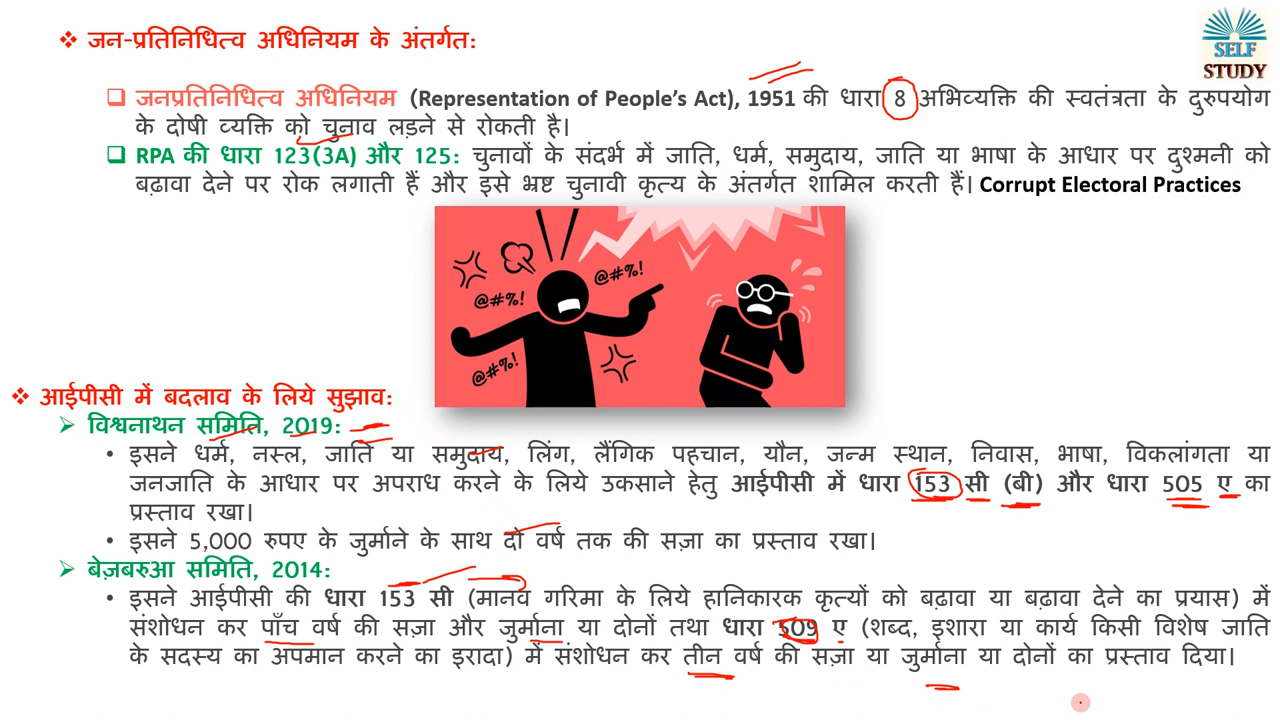 ❖ जन-प्रतिनिधित्व अधिनियम के अंतर्गत:
SELF
STUDY
❑ जनप्रतिनिधित्व अधिनियम (Representation of People’s Act), 1951 की धारा 8 अभिव्यक्ति की स्वतंत्रता के दुरुपयोग
के दोषी व्यक्ति को चुनाव लड़ने से रोकती है।
❑ RPA की धारा 123(3A) और 125: चुनावों के संदर्भ में जाति, धर्म, समुदाय, जाति या भाषा के आधार पर दुश्मनी को
बढ़ावा देने पर रोक लगाती हैं और इसे भ्रष्ट चुनावी कृत्य के अंतर्गत शामिल करती हैं। Corrupt Electoral Practices
@#%!
@#%!
@#%!
❖ आईपीसी में बदलाव के लिये सुझाव:
➢ विश्वनाथन समिति, 2019:
• इसने धर्म, नस्ल, जाति या समुदाय, लिंग, लैंगिक पहचान, यौन, जन्म स्थान, निवास, भाषा, विकलांगता या
जनजाति के आधार पर अपराध करने के लिये उकसाने हेतु आईपीसी में धारा 153 सी (बी) और धारा 505 ए का
प्रस्ताव रखा।
• इसने 5,000 रुपए के जुर्माने के साथ दो वर्ष तक की सज़ा का प्रस्ताव रखा।
➢ बेज़बरुआ समिति, 2014:
• इसने आईपीसी की धारा 153 सी (मानव गरिमा के लिये हानिकारक कृत्यों को बढ़ावा या बढ़ावा देने का प्रयास) में
संशोधन कर पाँच वर्ष की सज़ा और जुर्माना या दोनों तथा धारा 509 ए (शब्द, इशारा या कार्य किसी विशेष जाति
के सदस्य का अपमान करने का इरादा) में संशोधन कर तीन वर्ष की सज़ा या जुर्माना या दोनों का प्रस्ताव दिया।